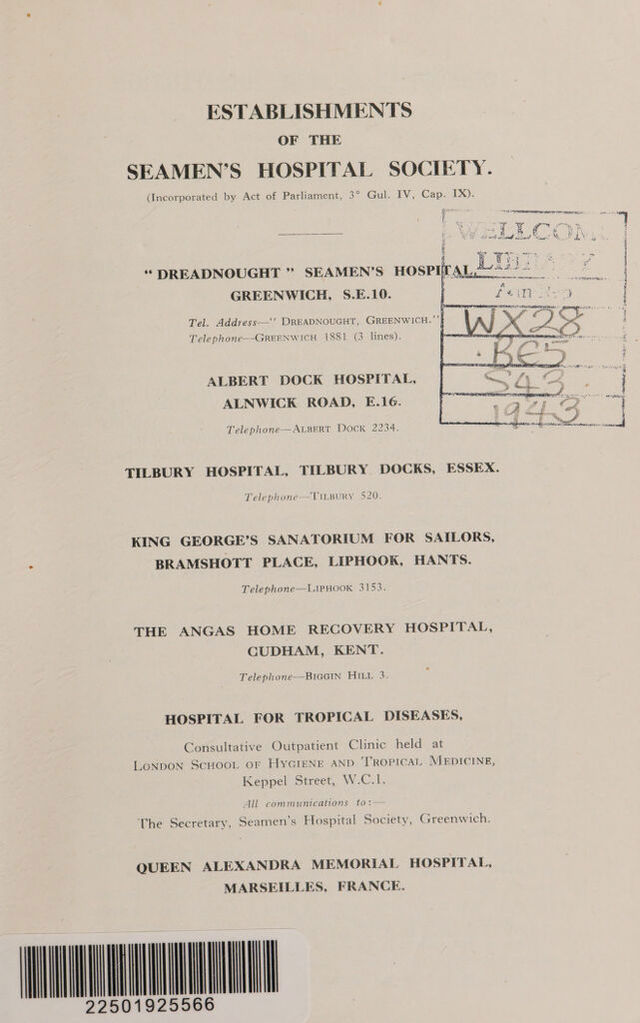 ESTABLISHMENTS
OF THE
SEAMEN'S HOSPITAL SOCIETY.
(Incorporated by Act of Parliament, 3° Gul. IV, Cap. IX).
WELLCOME
LIBRARY
"DREADNOUGHT" SEAMEN'S HOSPITAL,
GREENWICH, S.E.10.
Tel. Address—"DREADNOUGHT, GREENWICH."
Telephone—GREENWICH 1881 (3 lines).
WX28
.BE5
S43
1943
ALBERT DOCK HOSPITAL,
ALNWICK ROAD, E.16.
Telephone—ALBERT DOCK 2234.
TILBURY HOSPITAL, TILBURY DOCKS, ESSEX.
Telephone—TILBURY 520.
KING GEORGE'S SANATORIUM FOR SAILORS,
BRAMSHOTT PLACE, LIPHOOK, HANTS.
Telephone—LIPHOOK 3153.
THE ANGAS HOME RECOVERY HOSPITAL,
CUDHAM, KENT.
Telephone—BIGGIN HILL 3.
HOSPITAL FOR TROPICAL DISEASES,
Consultative Outpatient Clinic held at
LONDON SCHOOL OF HYGIENE AND TROPICAL MEDICINE,
Keppel Street, W.C.1.
All communications to:—
The Secretary, Seamen's Hospital Society, Greenwich.
QUEEN ALEXANDRA MEMORIAL HOSPITAL,
MARSEILLES, FRANCE.
22501925566